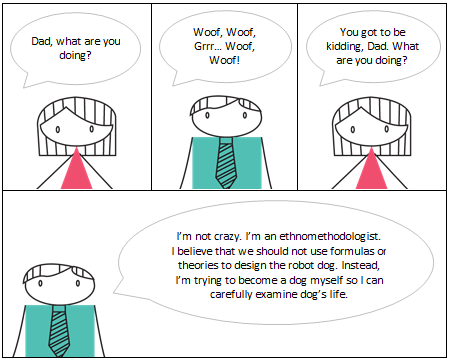 Dad, what are you
doing?
Woof, Woof,
Grrr... Woof,
Woof!
You got to be
kidding, Dad. What
are you doing?
I'm not crazy. I'm an ethnomethodologist.
I believe that we should not use formulas or
theories to design the robot dog. Instead,
I'm trying to become a dog myself so I can
carefully examine dog's life.